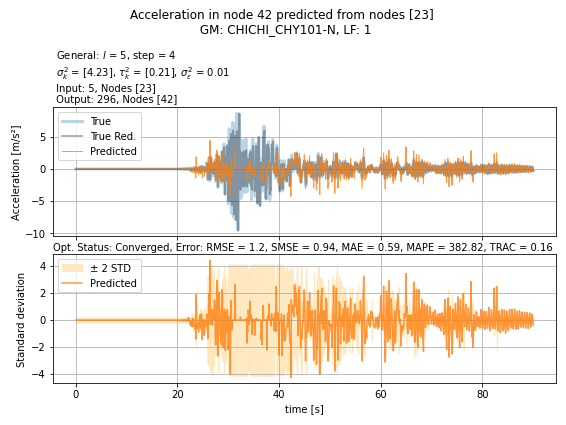 Acceleration in node 42 predicted from nodes [23]
GM: CHICHI_CHY101-N, LF: 1
General: l = 5, step = 4
σ²ₖ = [4.23], τ²ₖ = [0.21], σ²ε = 0.01
Input: 5, Nodes [23]
Output: 296, Nodes [42]
Acceleration [m/s²]
5
0
−5
−10
True
True Red.
Predicted
Opt. Status: Converged, Error: RMSE = 1.2, SMSE = 0.94, MAE = 0.59, MAPE = 382.82, TRAC = 0.16
Standard deviation
4
2
0
−2
−4
± 2 STD
Predicted
0 20 40 60 80
time [s]